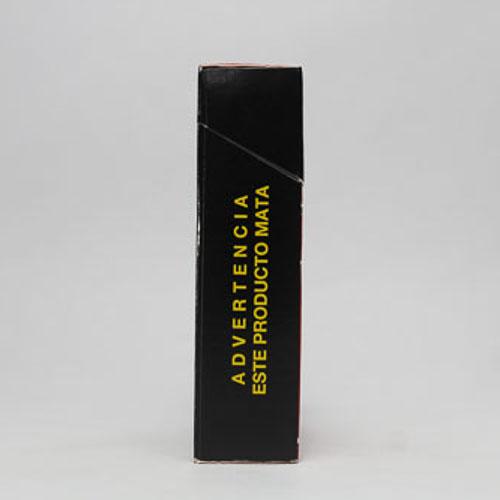 ADVERTENCIA
ESTE PRODUCTO MATA